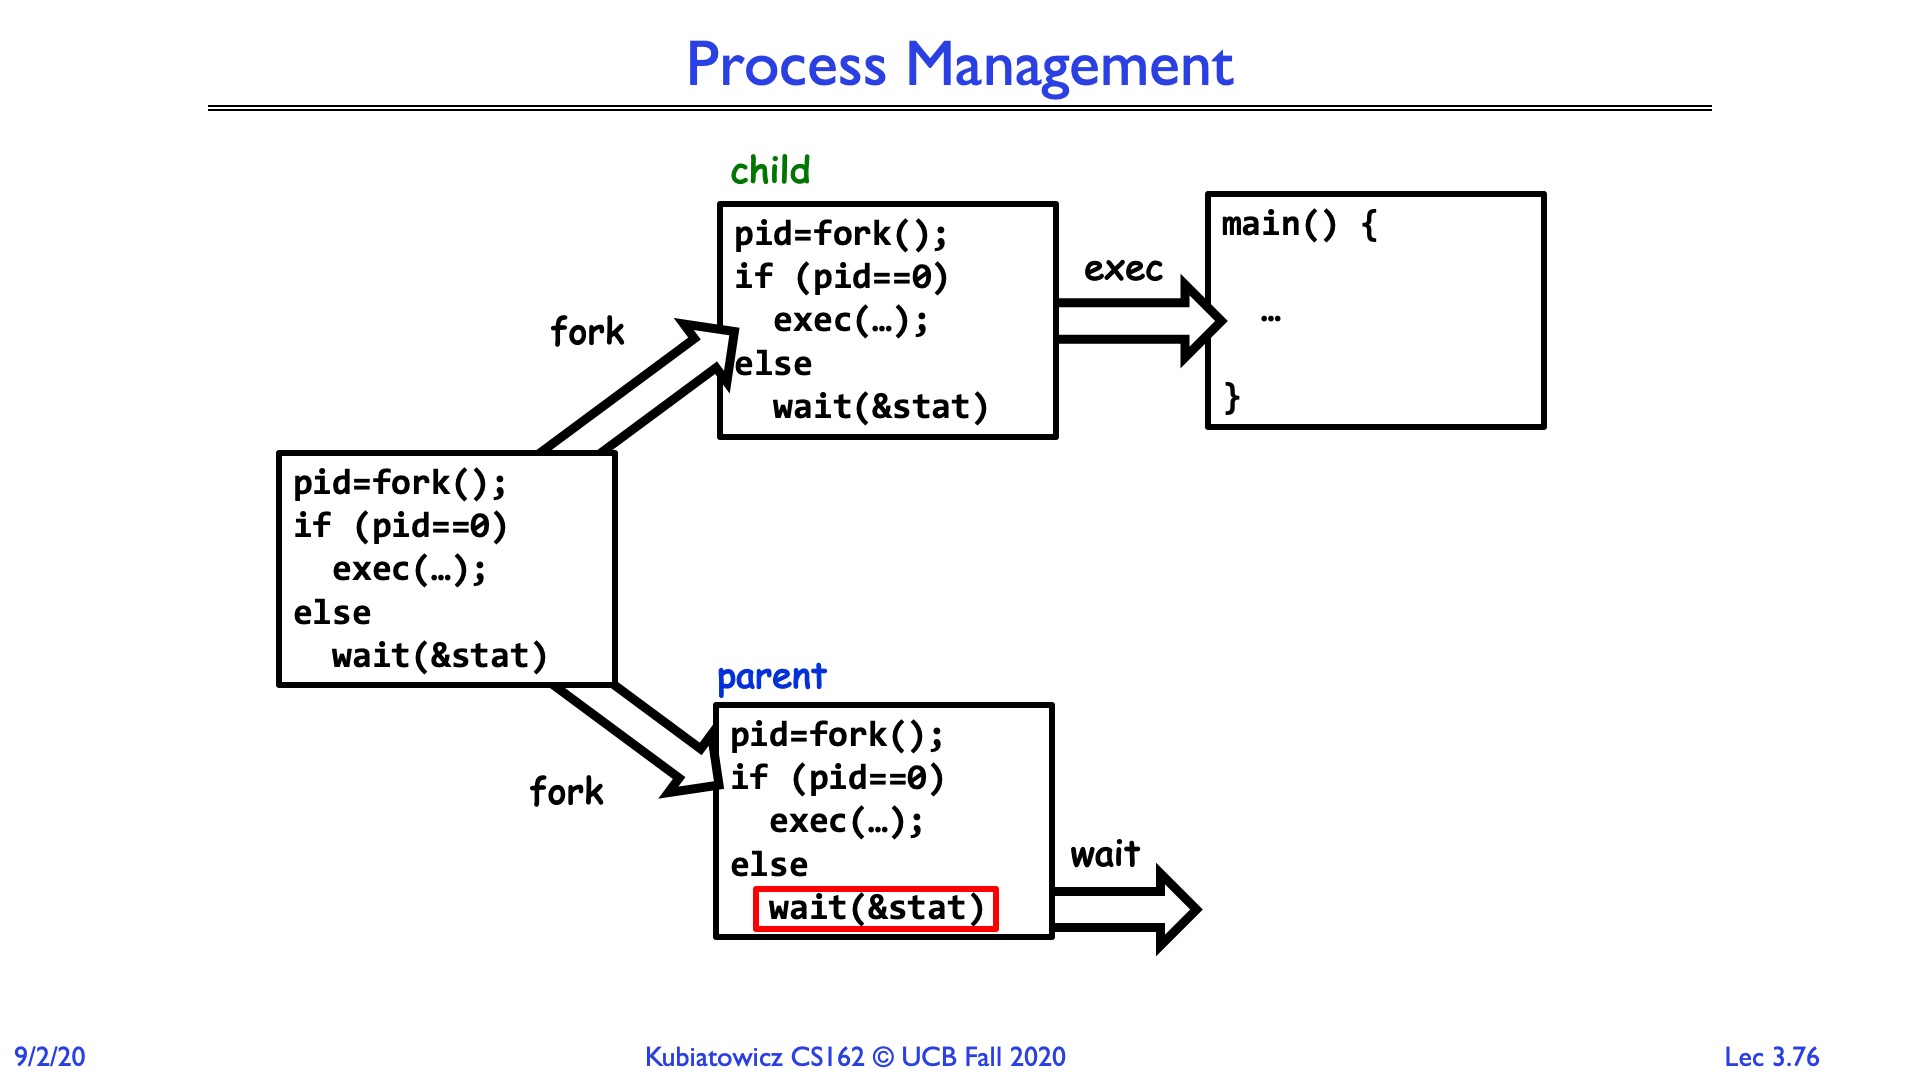 Process Management
child
pid=fork();
if (pid==0)
  exec(…);
else
  wait(&stat)
exec
main() {
  …
}
fork
pid=fork();
if (pid==0)
  exec(…);
else
  wait(&stat)
fork
parent
pid=fork();
if (pid==0)
  exec(…);
else
  wait(&stat)
wait
9/2/20
Kubiatowicz CS162 © UCB Fall 2020
Lec 3.76